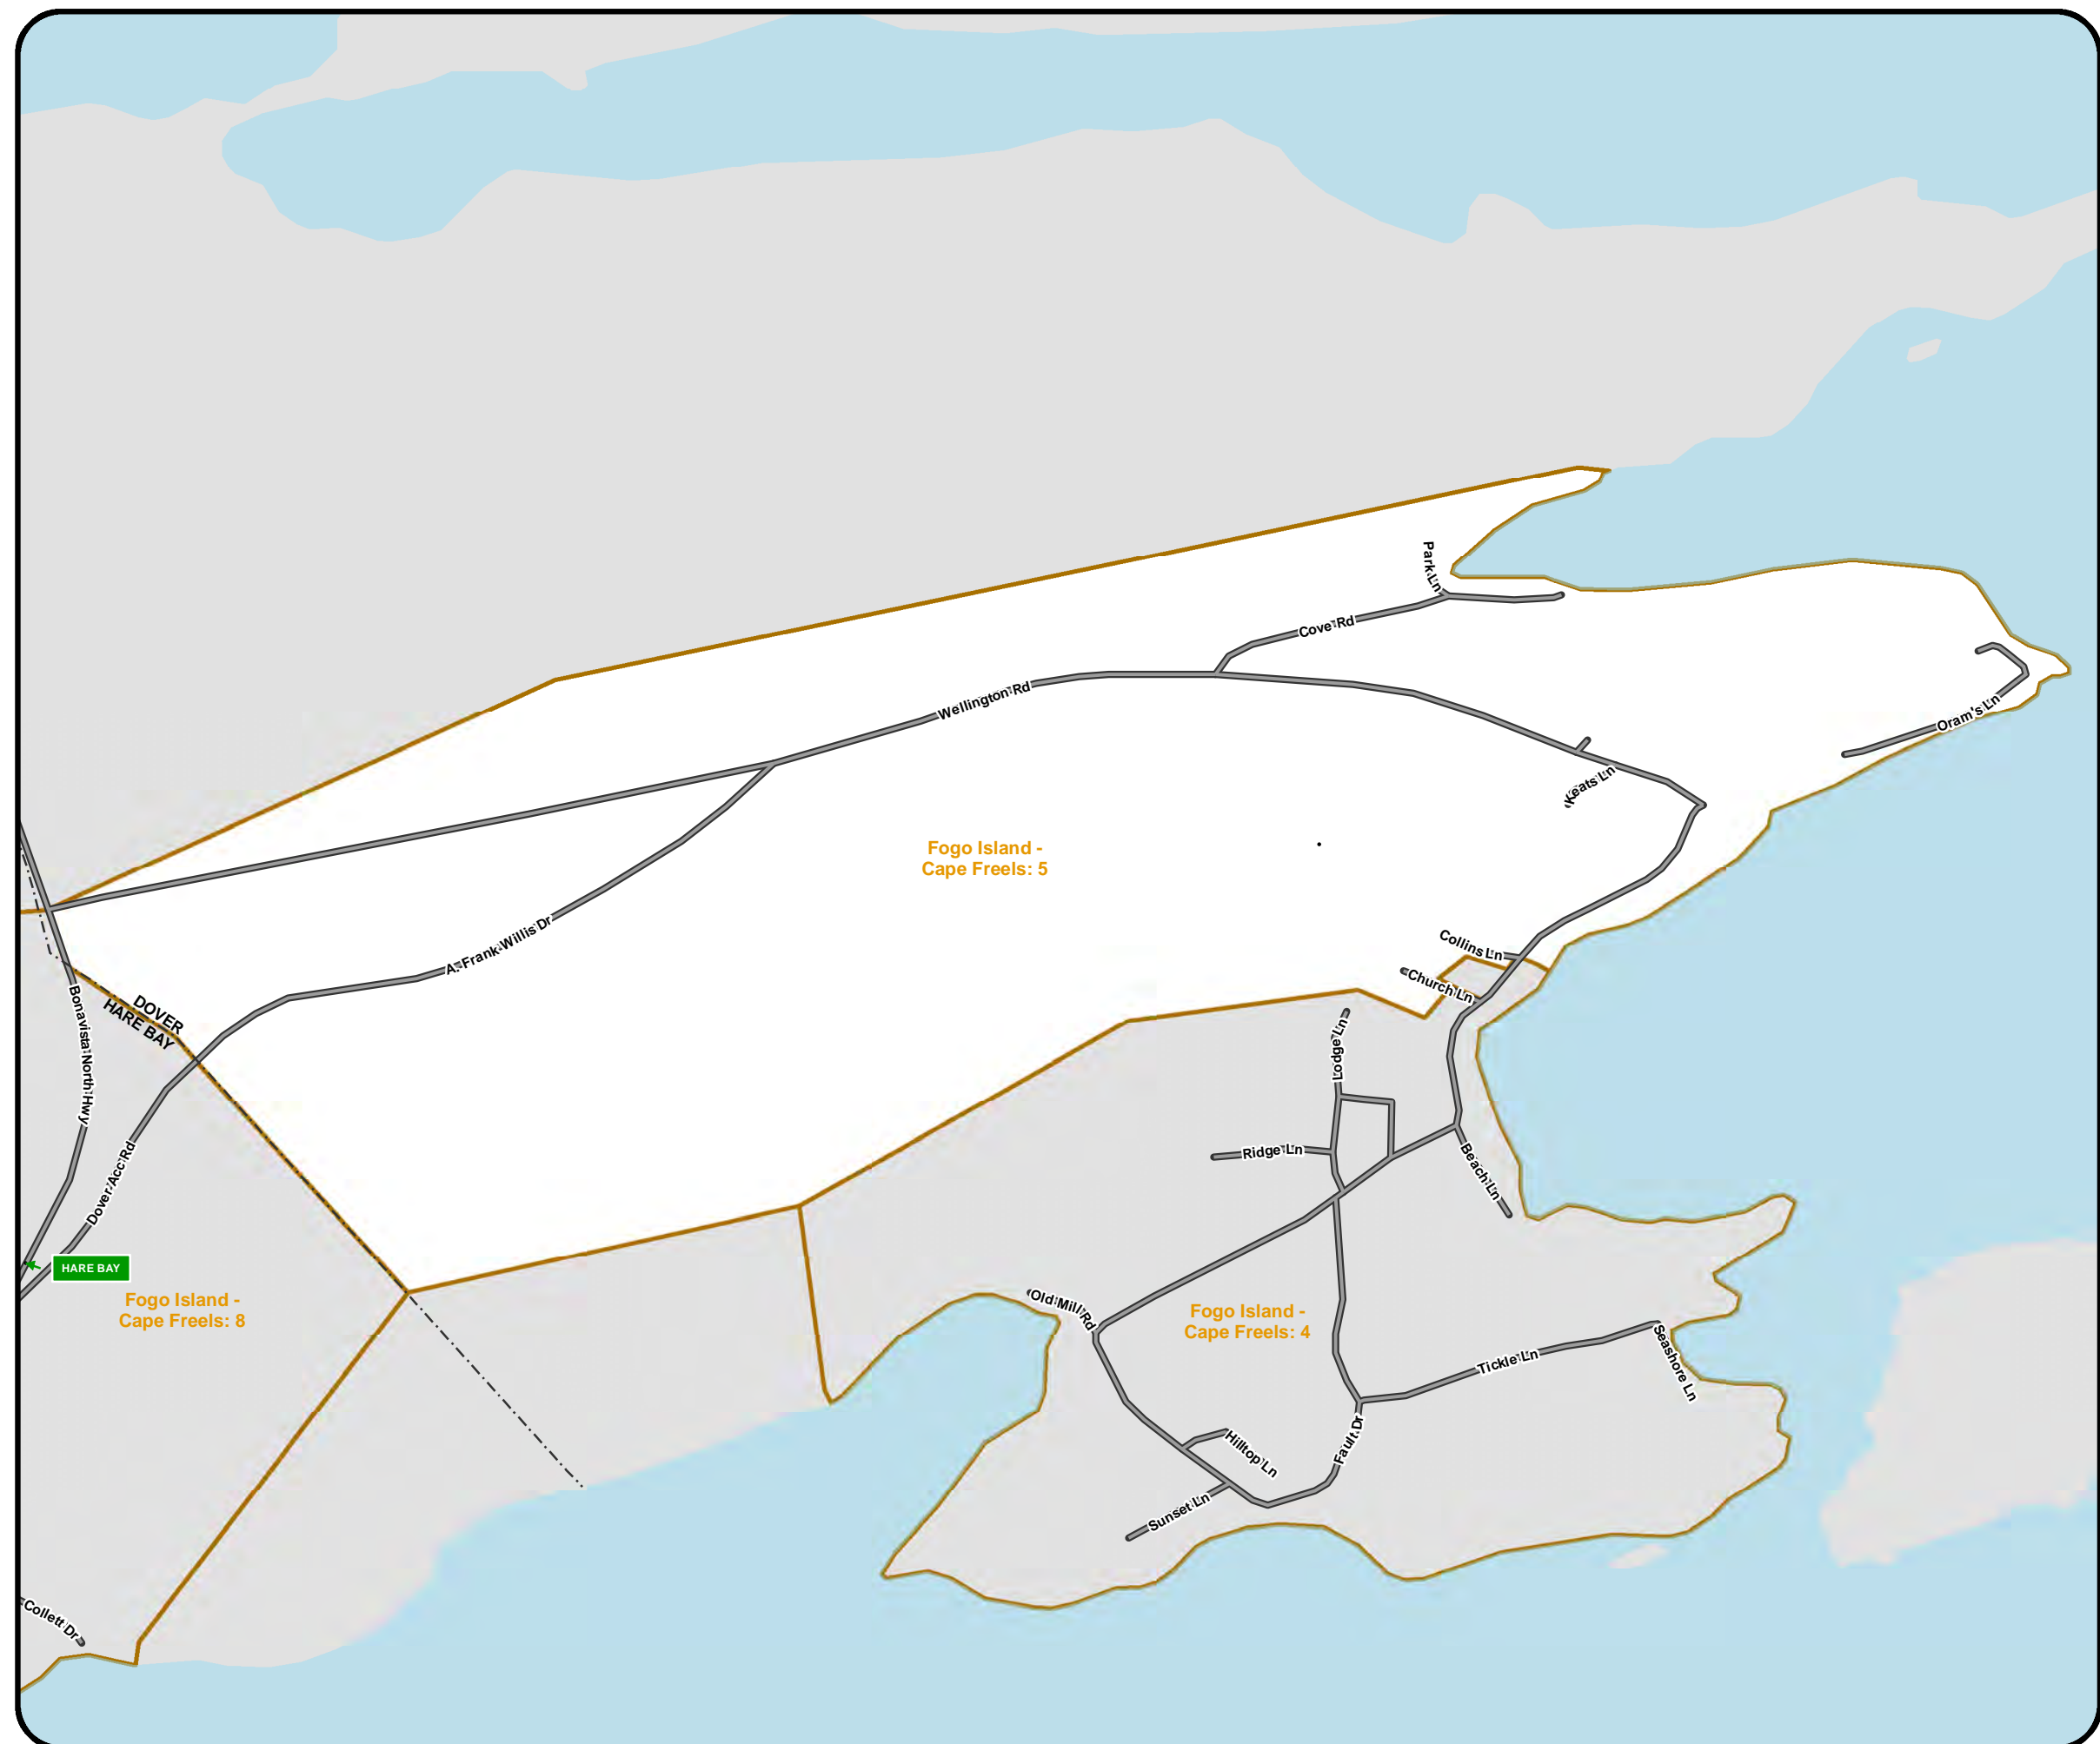 Park Ln
Cove Rd
Wellington Rd
Oram's Ln
Keats Ln
Fogo Island -
Cape Freels: 5
A. Frank Willis Dr
Collins Ln
Church Ln
DOVER
HARE BAY
Bonavista North Hwy
Lodge Ln
Ridge Ln
Beach Ln
Dover Acc Rd
HARE BAY
Fogo Island -
Cape Freels: 8
Old Mill Rd
Fogo Island -
Cape Freels: 4
Seashore Ln
Tickle Ln
Fault Dr
Hilltop Ln
Sunset Ln
Collett Dr